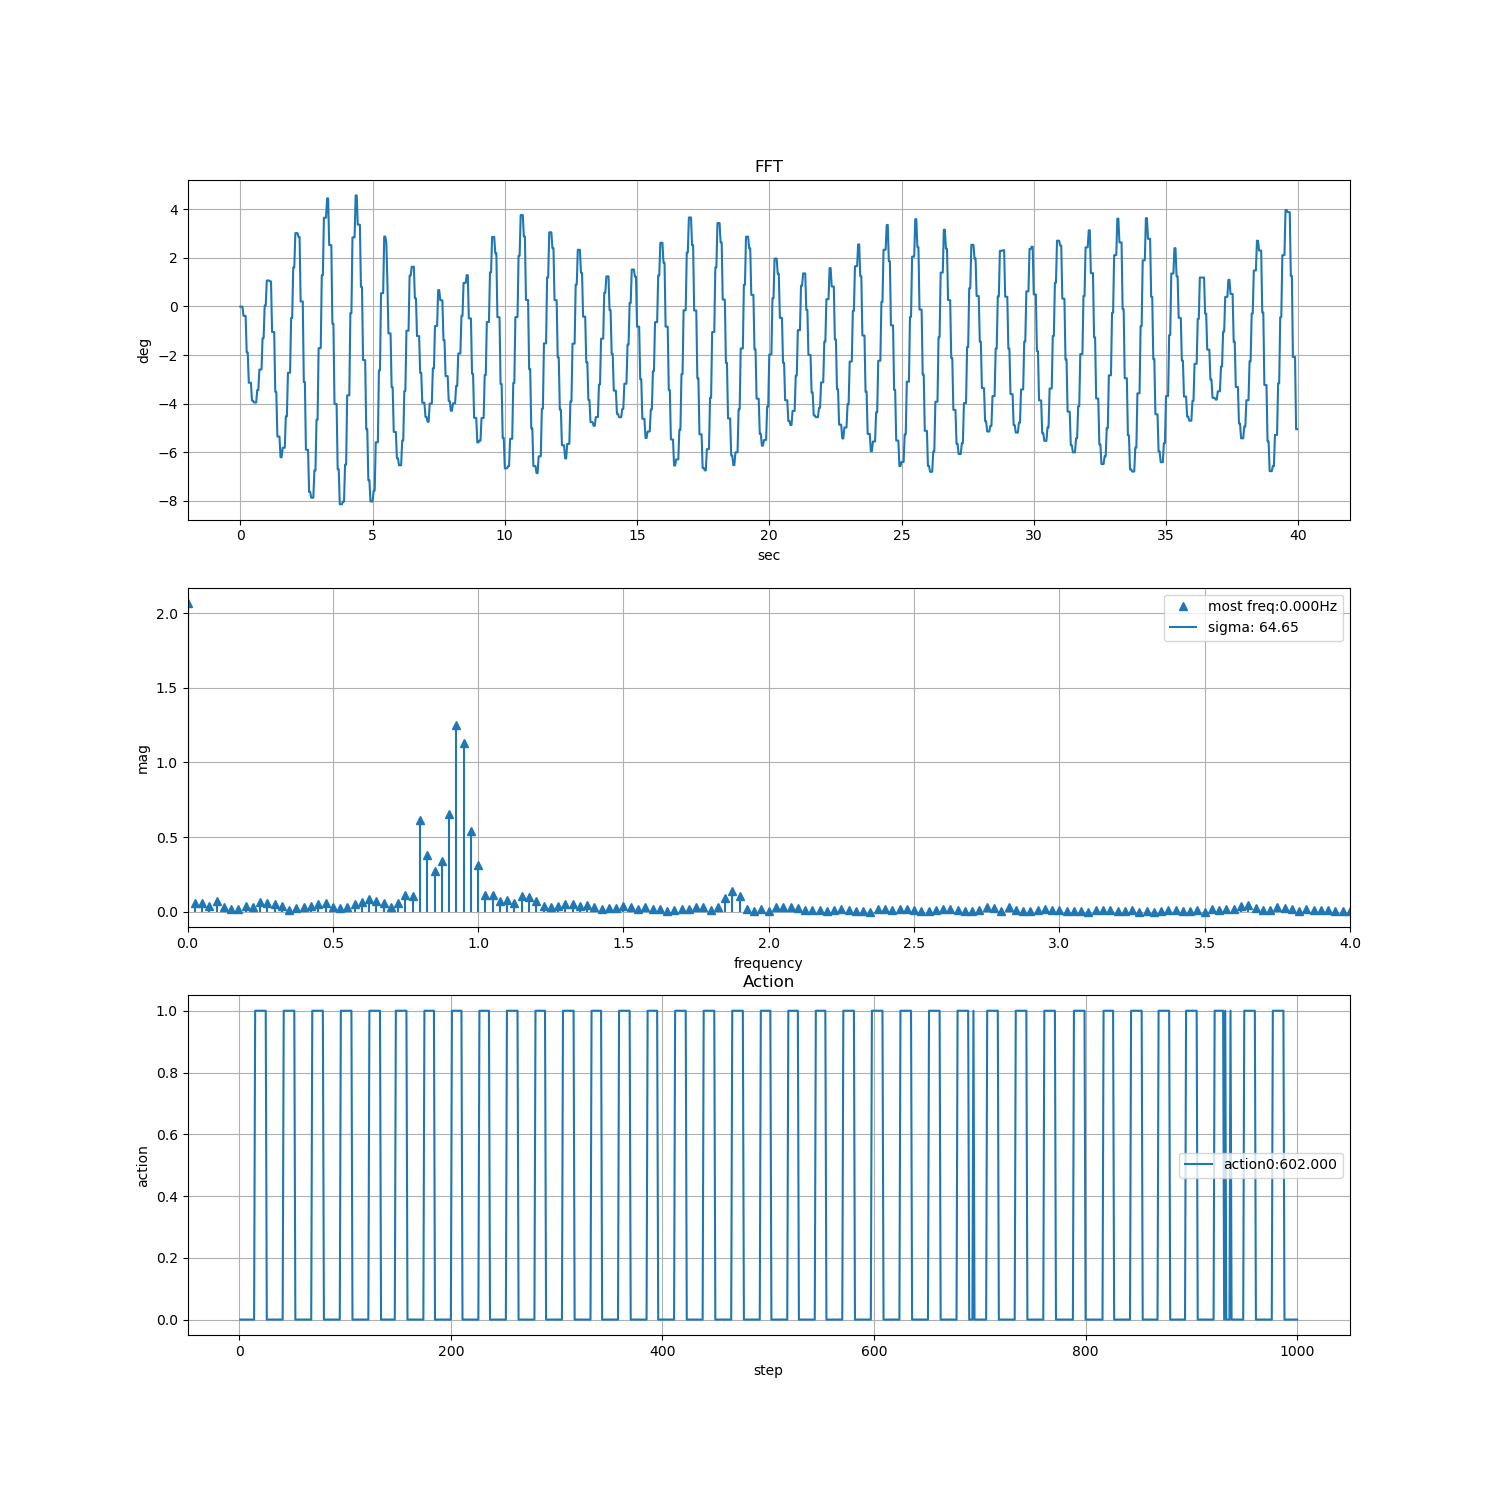 FFT
4
2
0
−2
−4
−6
−8
deg
0 5 10 15 20 25 30 35 40
sec
2.0
1.5
1.0
0.5
0.0
mag
most freq:0.000Hz
sigma: 64.65
0.0 0.5 1.0 1.5 2.0 2.5 3.0 3.5 4.0
frequency
Action
1.0
0.8
0.6
0.4
0.2
0.0
action
action0:602.000
0 200 400 600 800 1000
step